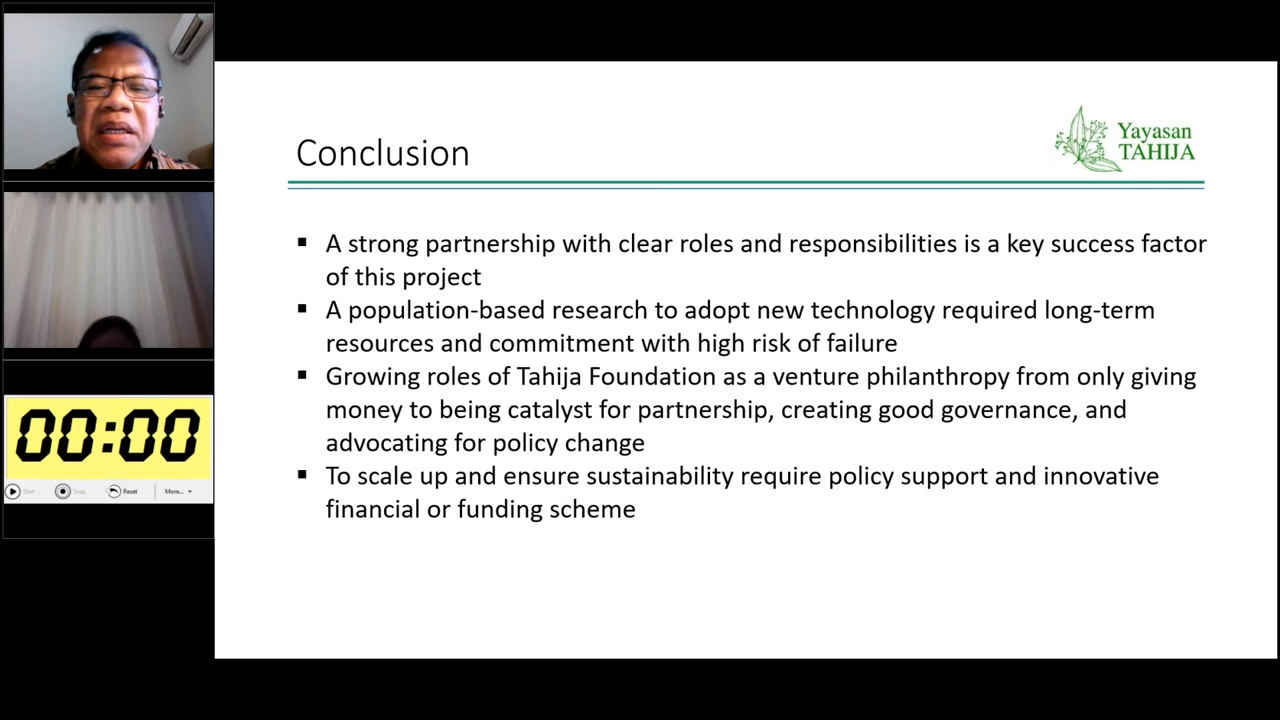 Conclusion
Yayasan
TAHIJA
▪ A strong partnership with clear roles and responsibilities is a key success factor
of this project
▪ A population-based research to adopt new technology required long-term
resources and commitment with high risk of failure
▪ Growing roles of Tahija Foundation as a venture philanthropy from only giving
money to being catalyst for partnership, creating good governance, and
advocating for policy change
▪ To scale up and ensure sustainability require policy support and innovative
financial or funding scheme
00:00
Start Snap Reset More...